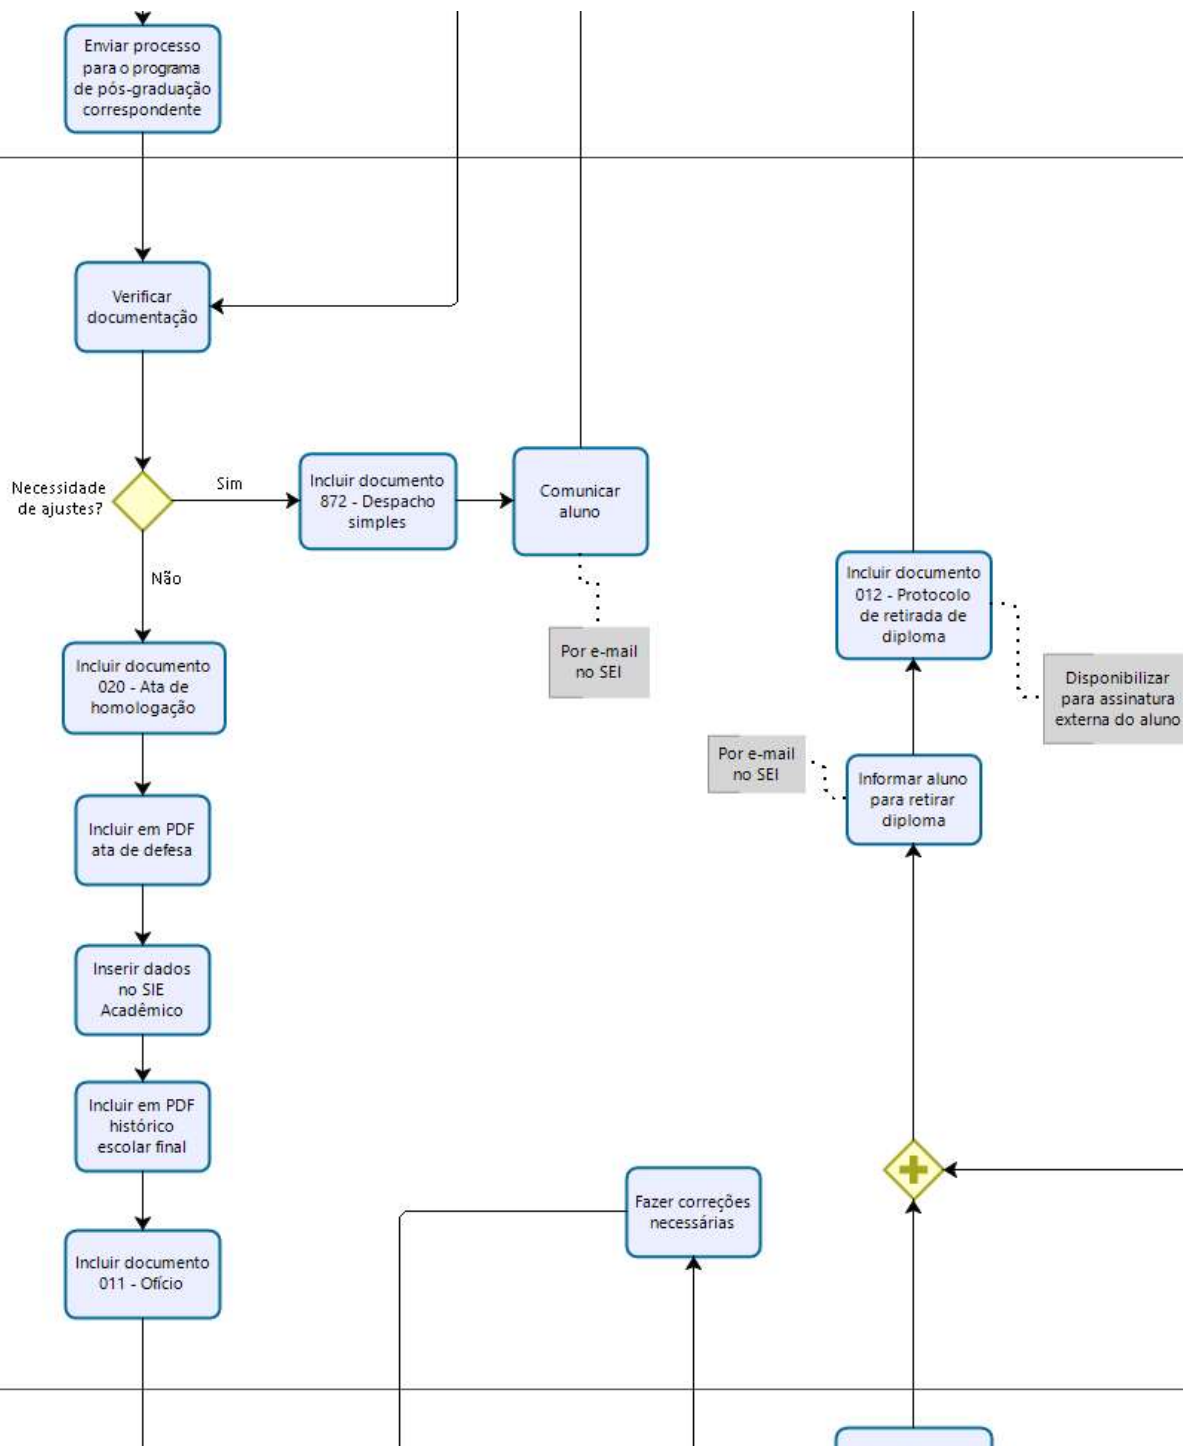 Enviar processo
para o programa
de pós-graduação
correspondente
Verificar
documentação
Necessidade
de ajustes?
Sim
Incluir documento
872 - Despacho
simples
Comunicar
aluno
Não
Por e-mail
no SEI
Incluir documento
012 - Protocolo
de retirada de
diploma
Disponibilizar
para assinatura
externa do aluno
Incluir documento
020 - Ata de
homologação
Por e-mail
no SEI
Informar aluno
para retirar
diploma
Incluir em PDF
ata de defesa
Inserir dados
no SIE
Acadêmico
Incluir em PDF
histórico
escolar final
Fazer correções
necessárias
Incluir documento
011 - Ofício